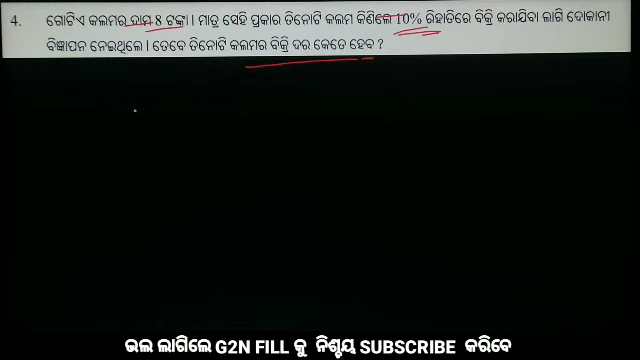 4. ଗୋଟିଏ କଲମର ଦାମ 8 ଟଙ୍କା । ମାତ୍ର ସେହି ପ୍ରକାର ତିନୋଟି କଲମ କିଣିଲେ 10% ରିହାତିରେ ବିକ୍ରି କରାଯିବା ଲାଗି ଦୋକାନୀ
ବିଜ୍ଞାପନ ନେଇଥିଲେ । ତେବେ ତିନୋଟି କଲମର ବିକ୍ରି ଦର କେତେ ହେବ ?
ଭଲ ଲାଗିଲେ G2N FILL କୁ ନିଶ୍ଚୟ SUBSCRIBE କରିବେ